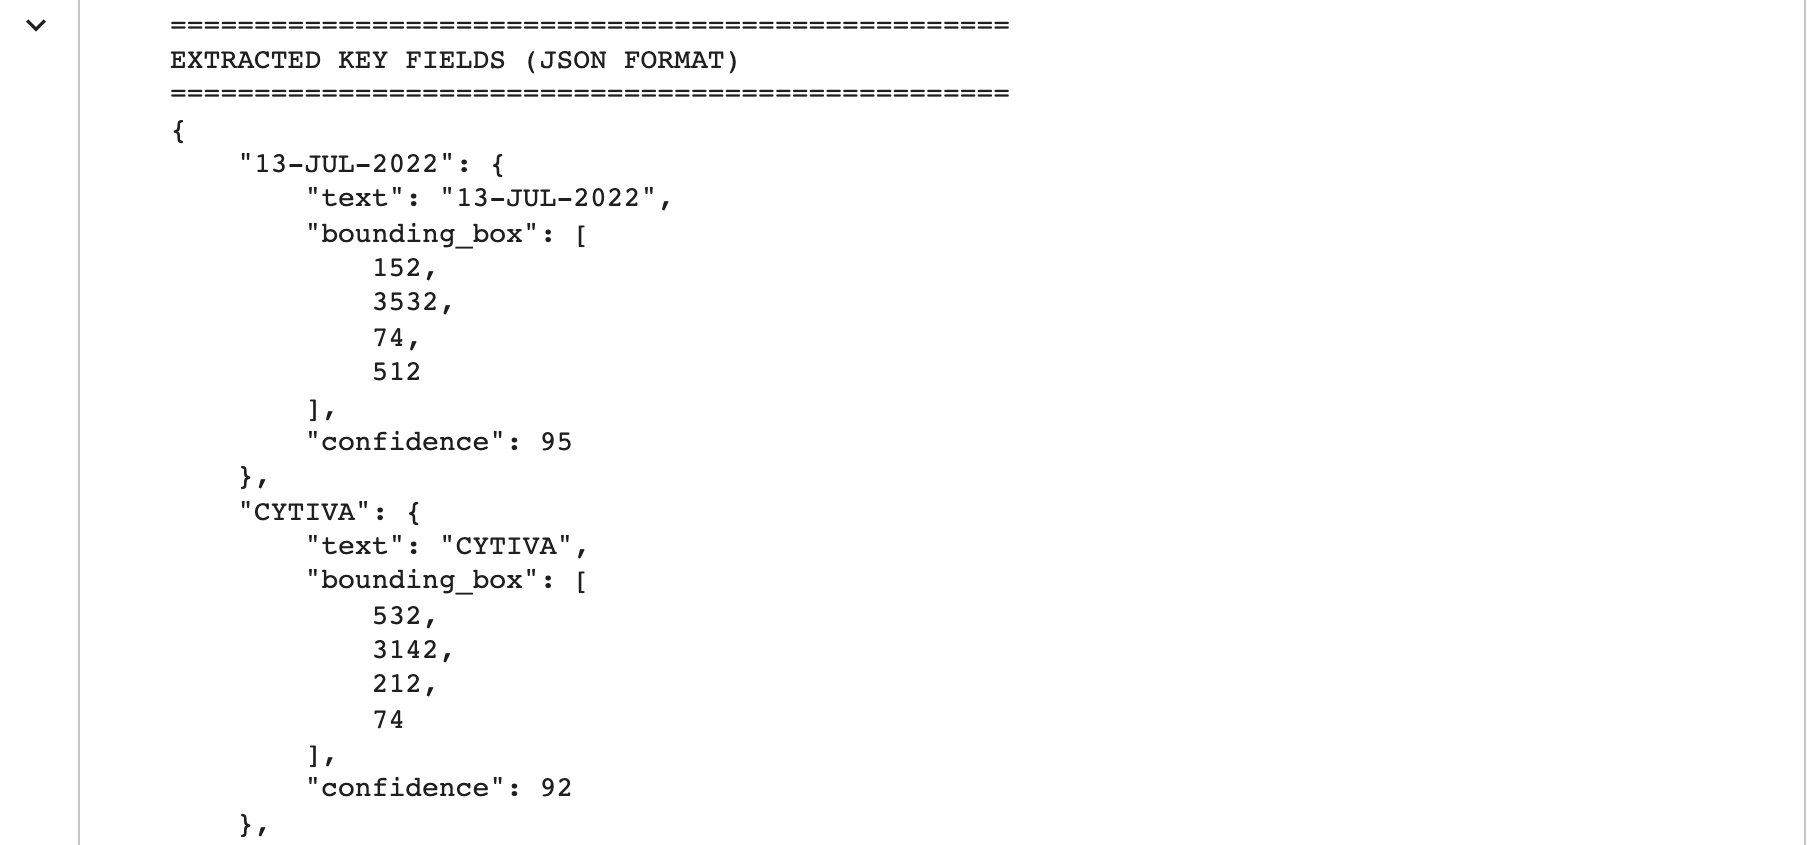 ==================================================
EXTRACTED KEY FIELDS (JSON FORMAT)
==================================================
{
    "13-JUL-2022": {
        "text": "13-JUL-2022",
        "bounding_box": [
            152,
            3532,
            74,
            512
        ],
        "confidence": 95
    },
    "CYTIVA": {
        "text": "CYTIVA",
        "bounding_box": [
            532,
            3142,
            212,
            74
        ],
        "confidence": 92
    },